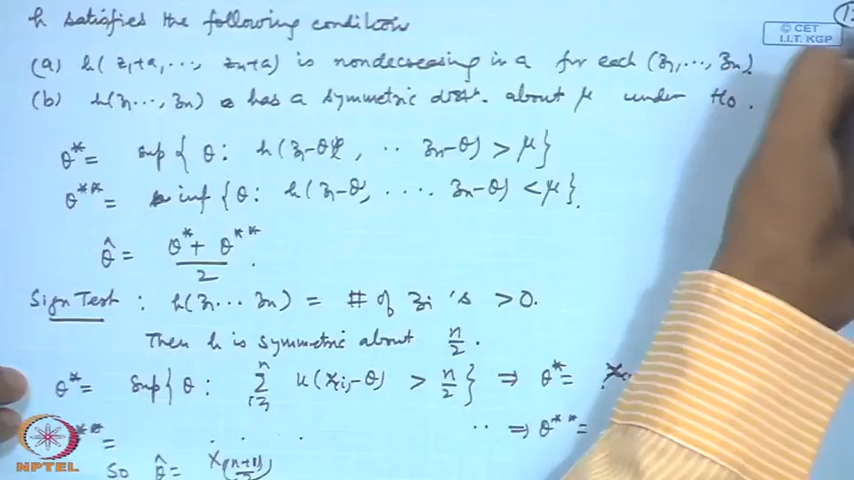 h satisfies the following condition
© CET
I.I.T. KGP
(a) h(z₁+a, ..., zₙ+a) is nondecreasing in a for each (z₁, ..., zₙ)
(b) h(z₁ ..., zₙ) has a symmetric distⁿ. about μ under H₀.
θ* = sup { θ : h(z₁-θ, .. zₙ-θ) > μ }
θ** = inf { θ : h(z₁-θ, .... zₙ-θ) < μ }.
θ̂ = (θ* + θ**)/2 .
Sign Test : h(z₁ ... zₙ) = # of zᵢ's > 0.
Then h is symmetric about n/2 .
θ* = Sup { θ : Σ u(xᵢ-θ) > n/2 } ⇒ θ* =
** = . . . .. ⇒ θ** =
So θ̂ = X((n+1)/2)
NPTEL